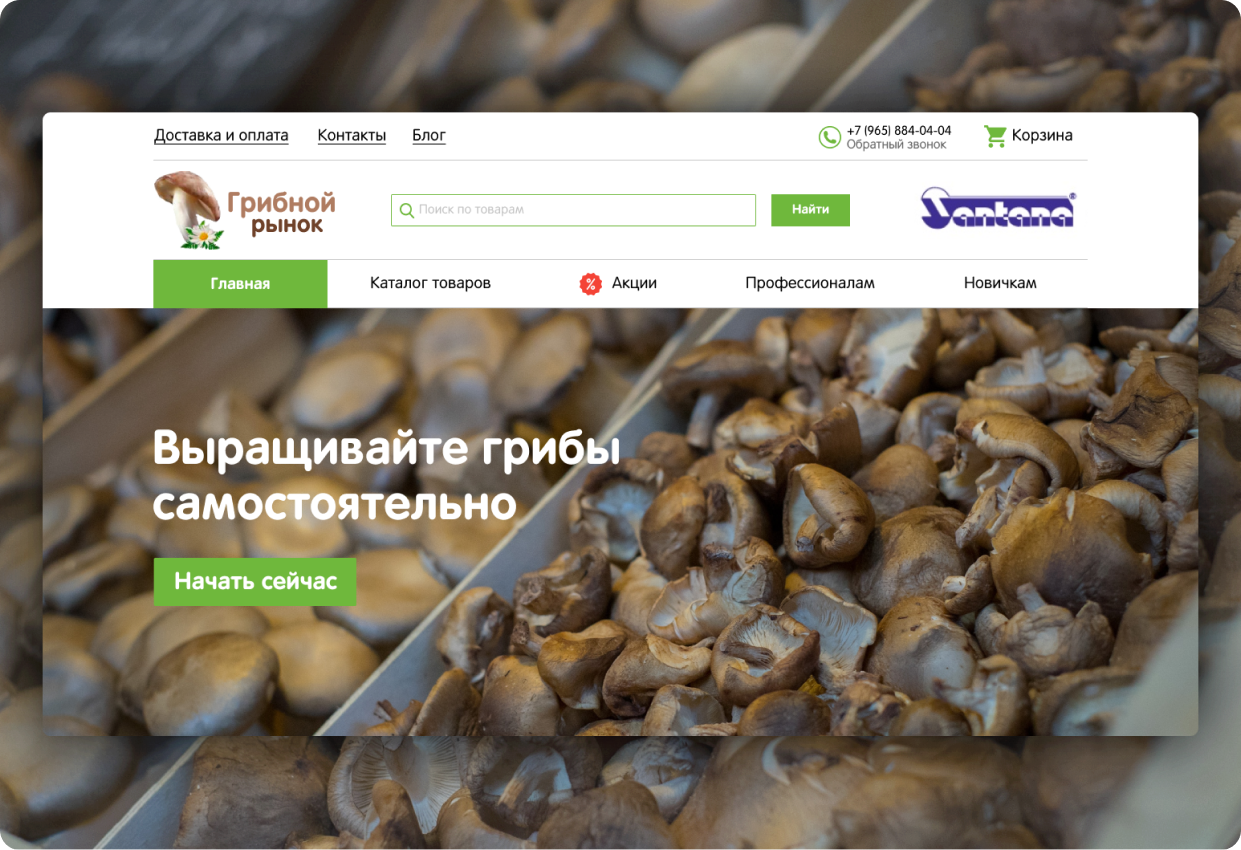 Доставка и оплата Контакты Блог
+7 (965) 884-04-04
Обратный звонок
Корзина
Грибной
рынок
Поиск по товарам
Найти
Santana®
Главная Каталог товаров % Акции Профессионалам Новичкам
Выращивайте грибы
самостоятельно
Начать сейчас